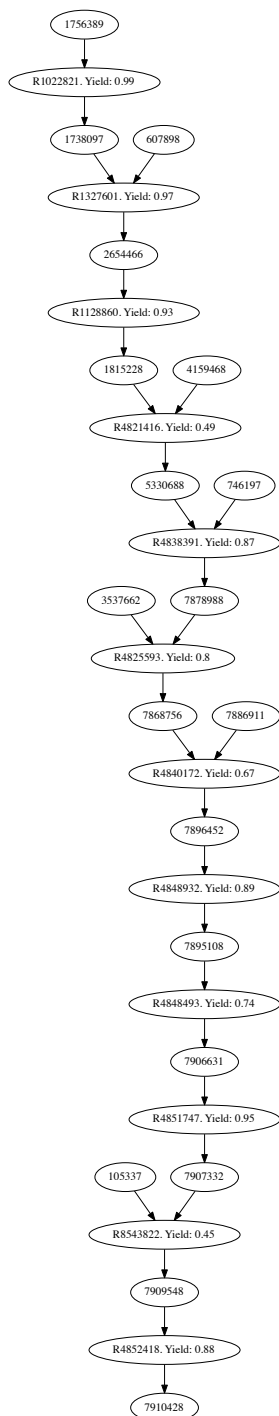 1756389
R1022821. Yield: 0.99
1738097
607898
R1327601. Yield: 0.97
2654466
R1128860. Yield: 0.93
1815228
4159468
R4821416. Yield: 0.49
5330688
746197
R4838391. Yield: 0.87
3537662
7878988
R4825593. Yield: 0.8
7868756
7886911
R4840172. Yield: 0.67
7896452
R4848932. Yield: 0.89
7895108
R4848493. Yield: 0.74
7906631
R4851747. Yield: 0.95
105337
7907332
R8543822. Yield: 0.45
7909548
R4852418. Yield: 0.88
7910428